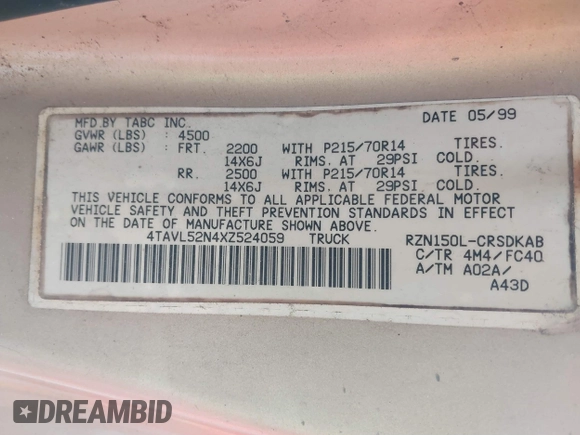 MFD.BY TABC INC. DATE 05/99
GVWR (LBS) : 4500
GAWR (LBS) : FRT. 2200 WITH P215/70R14 TIRES.
14X6J RIMS. AT 29PSI COLD.
RR. 2500 WITH P215/70R14 TIRES.
14X6J RIMS. AT 29PSI COLD.
THIS VEHICLE CONFORMS TO ALL APPLICABLE FEDERAL MOTOR
VEHICLE SAFETY AND THEFT PREVENTION STANDARDS IN EFFECT
ON THE DATE OF MANUFACTURE SHOWN ABOVE.
4TAVL52N4XZ524059 TRUCK RZN150L-CRSDKAB
C/TR 4M4/FC40
A/TM A02A/
A43D
DREAMBID